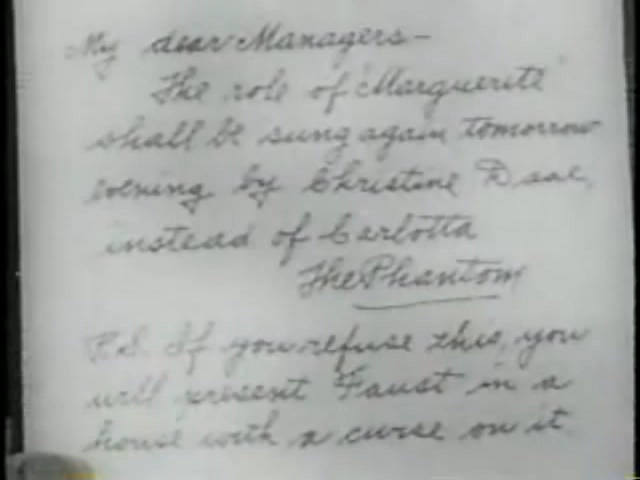 My dear Managers—
The role of "Marguerite"
shall be sung again tomorrow
evening by Christine Daae,
instead of Carlotta
The Phantom
P.S. If you refuse this, you
will present Faust in a
house with a curse on it.